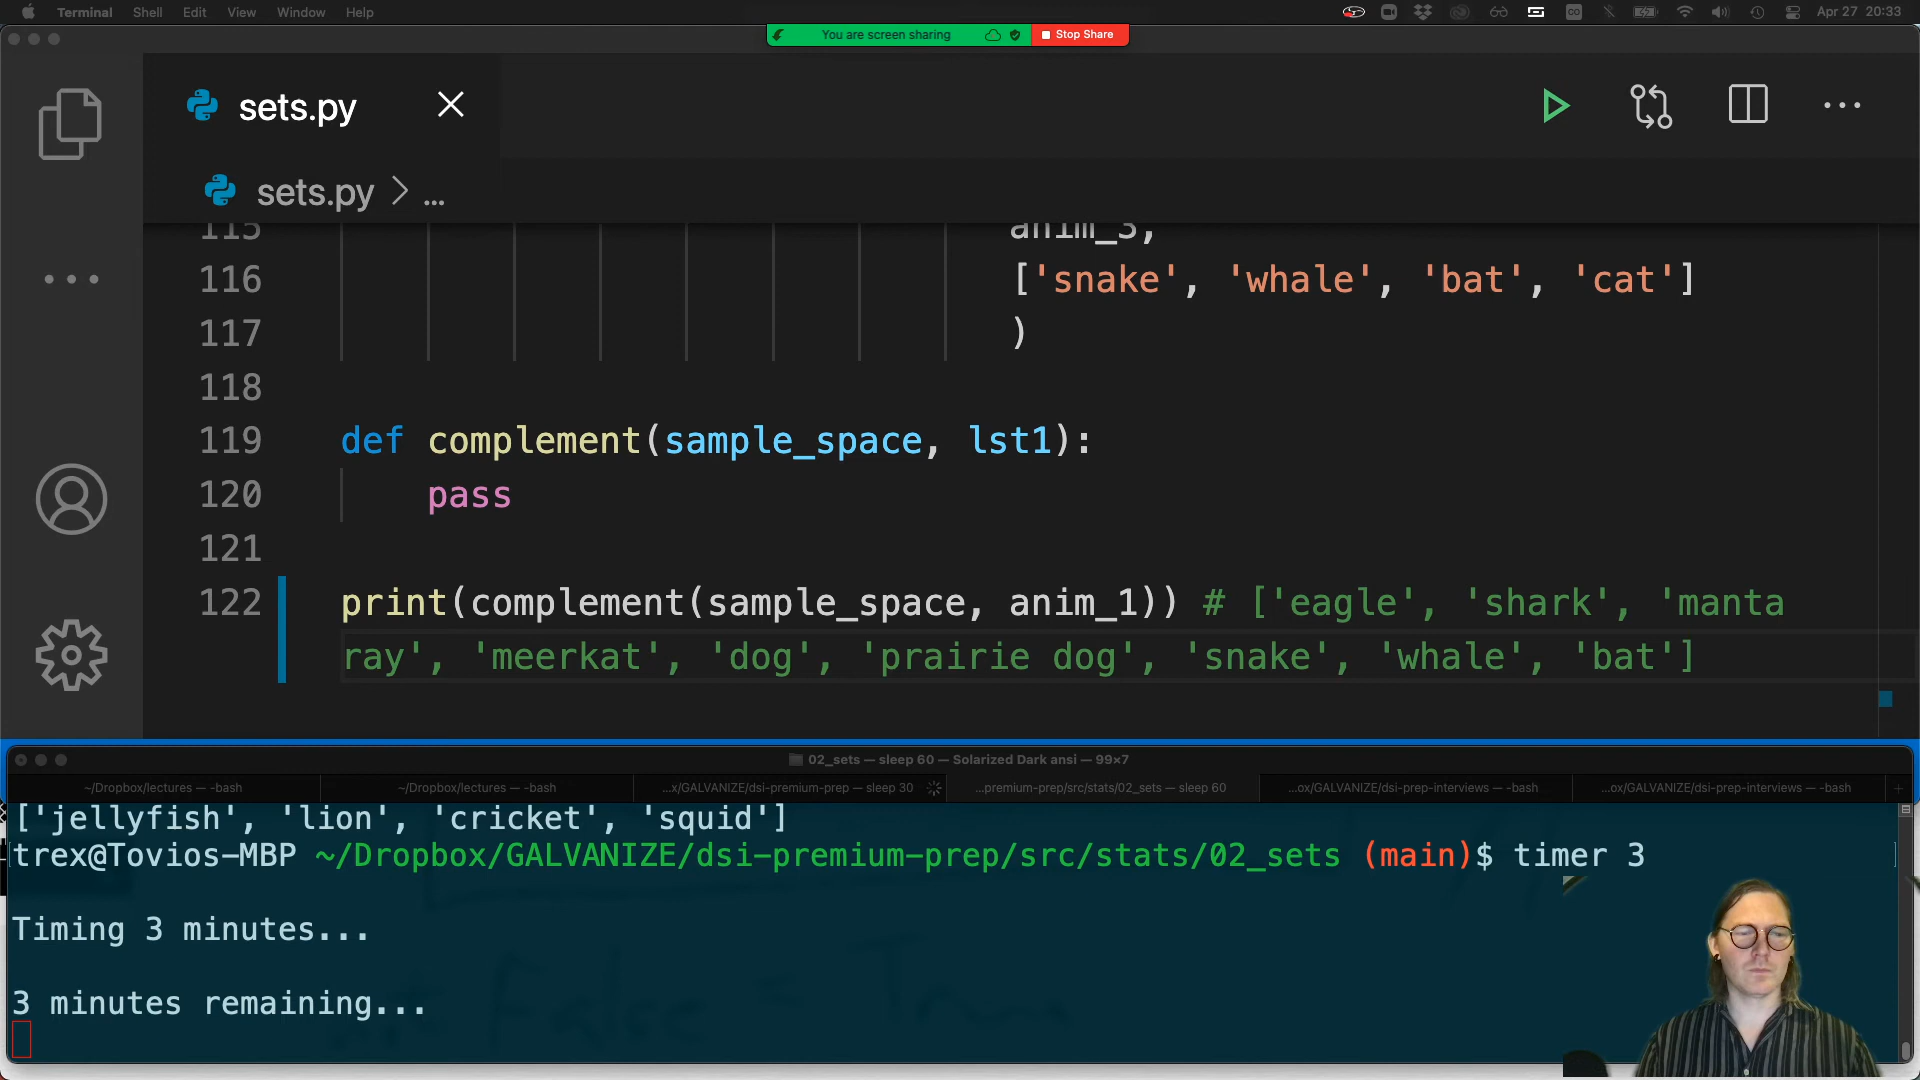 Terminal Shell Edit View Window Help
Apr 27 20:33
You are screen sharing
Stop Share
sets.py
sets.py > ...
115 anim_3,
116 ['snake', 'whale', 'bat', 'cat']
117 )
118
119 def complement(sample_space, lst1):
120 pass
121
122 print(complement(sample_space, anim_1)) # ['eagle', 'shark', 'manta
ray', 'meerkat', 'dog', 'prairie dog', 'snake', 'whale', 'bat']
02_sets — sleep 60 — Solarized Dark ansi — 99×7
~/Dropbox/lectures — -bash
~/Dropbox/lectures — -bash
...x/GALVANIZE/dsi-premium-prep — sleep 30
...premium-prep/src/stats/02_sets — sleep 60
...ox/GALVANIZE/dsi-prep-interviews — -bash
...ox/GALVANIZE/dsi-prep-interviews — -bash
['jellyfish', 'lion', 'cricket', 'squid']
trex@Tovios-MBP ~/Dropbox/GALVANIZE/dsi-premium-prep/src/stats/02_sets (main)$ timer 3
Timing 3 minutes...
3 minutes remaining...